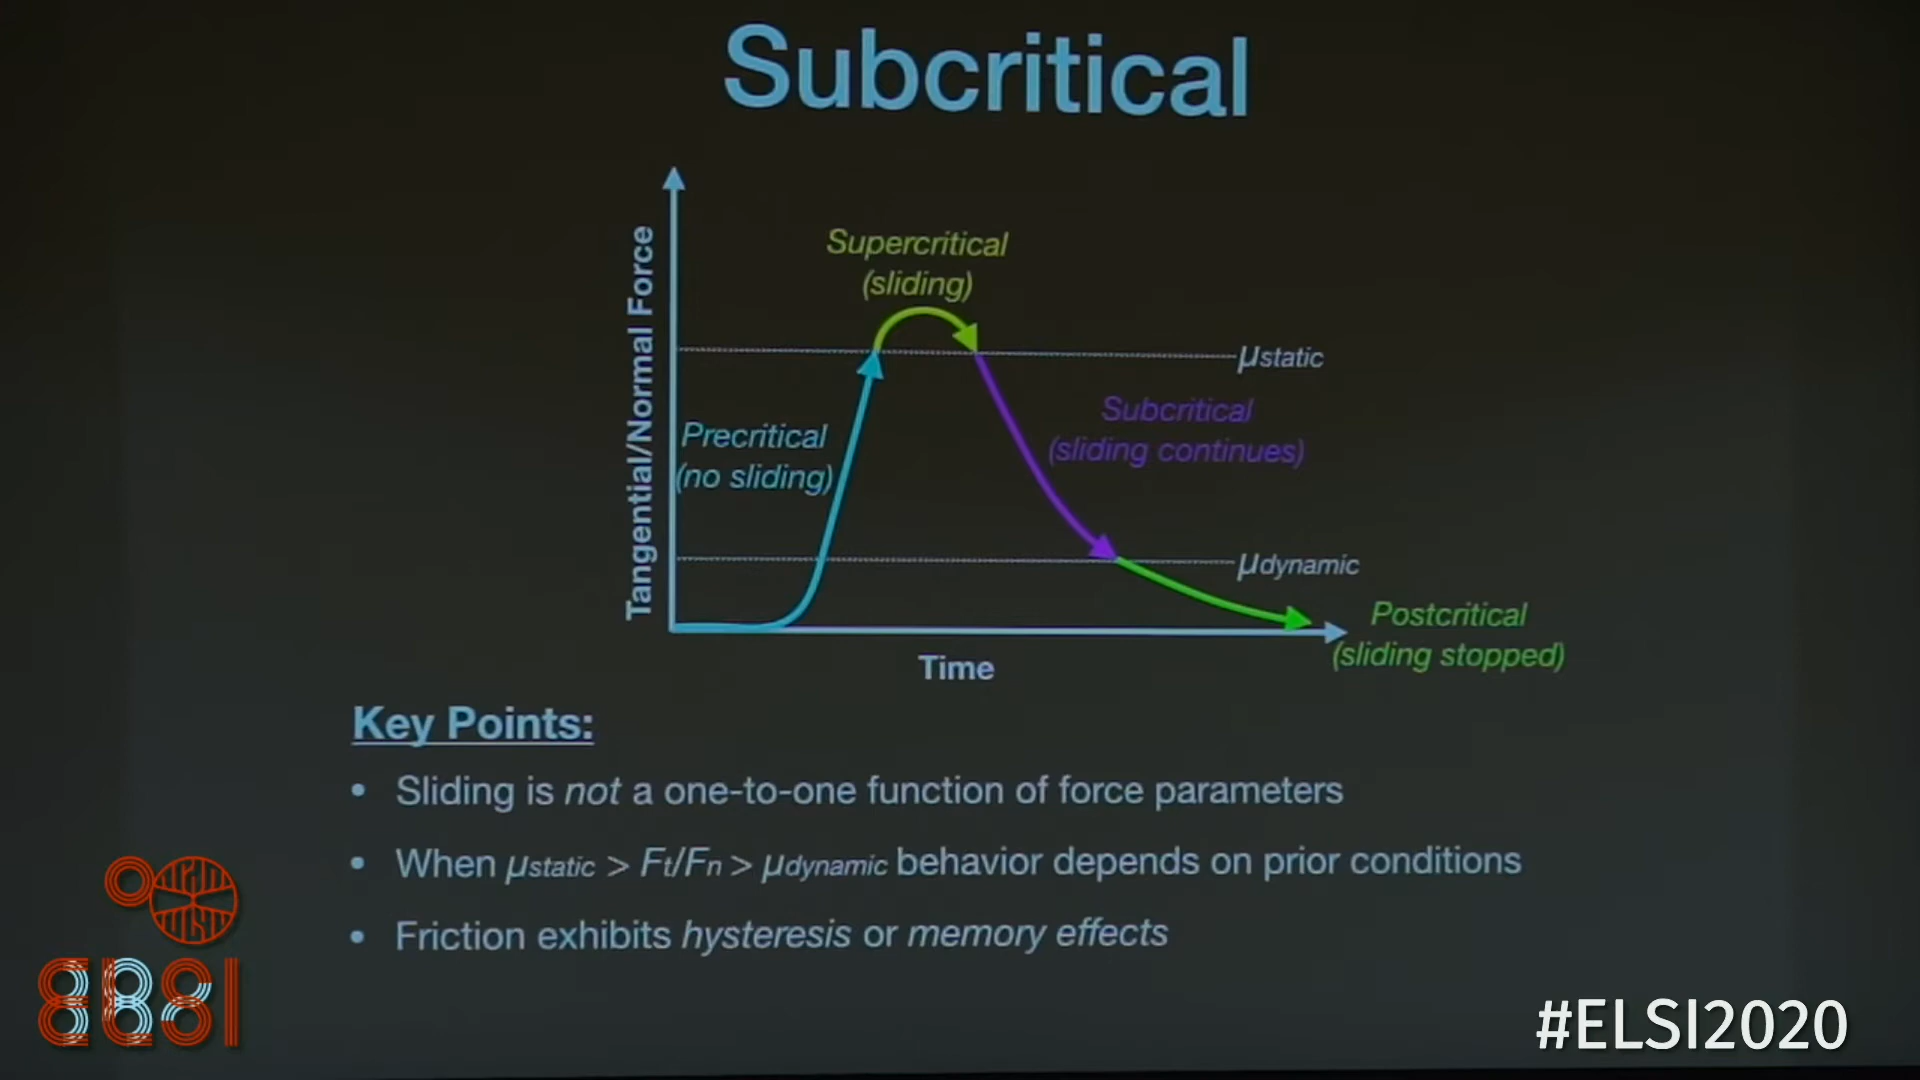 Subcritical
Tangential/Normal Force
Supercritical
(sliding)
μstatic
Precritical
(no sliding)
Subcritical
(sliding continues)
μdynamic
Postcritical
(sliding stopped)
Time
Key Points:
• Sliding is not a one-to-one function of force parameters
• When μstatic > Ft/Fn > μdynamic behavior depends on prior conditions
• Friction exhibits hysteresis or memory effects
ELSI
#ELSI2020